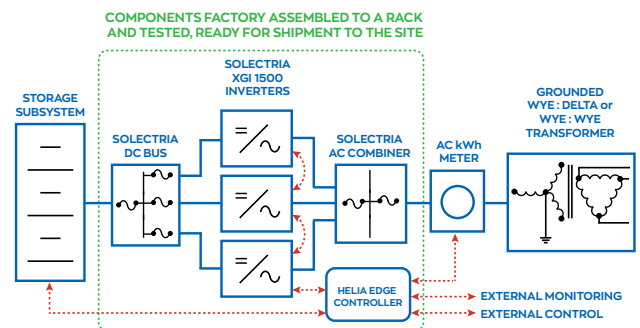 COMPONENTS FACTORY ASSEMBLED TO A RACK
AND TESTED, READY FOR SHIPMENT TO THE SITE
STORAGE
SUBSYSTEM
SOLECTRIA
DC BUS
SOLECTRIA
XGI 1500
INVERTERS
SOLECTRIA
AC COMBINER
AC kWh
METER
GROUNDED
WYE : DELTA or
WYE : WYE
TRANSFORMER
HELIA EDGE
CONTROLLER
EXTERNAL MONITORING
EXTERNAL CONTROL